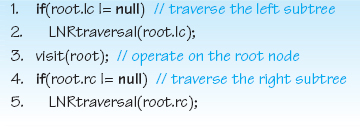 1. if(root.lc != null) // traverse the left subtree
2. LNRtraversal(root.lc);
3. visit(root); // operate on the root node
4. if(root.rc != null) // traverse the right subtree
5. LNRtraversal(root.rc);